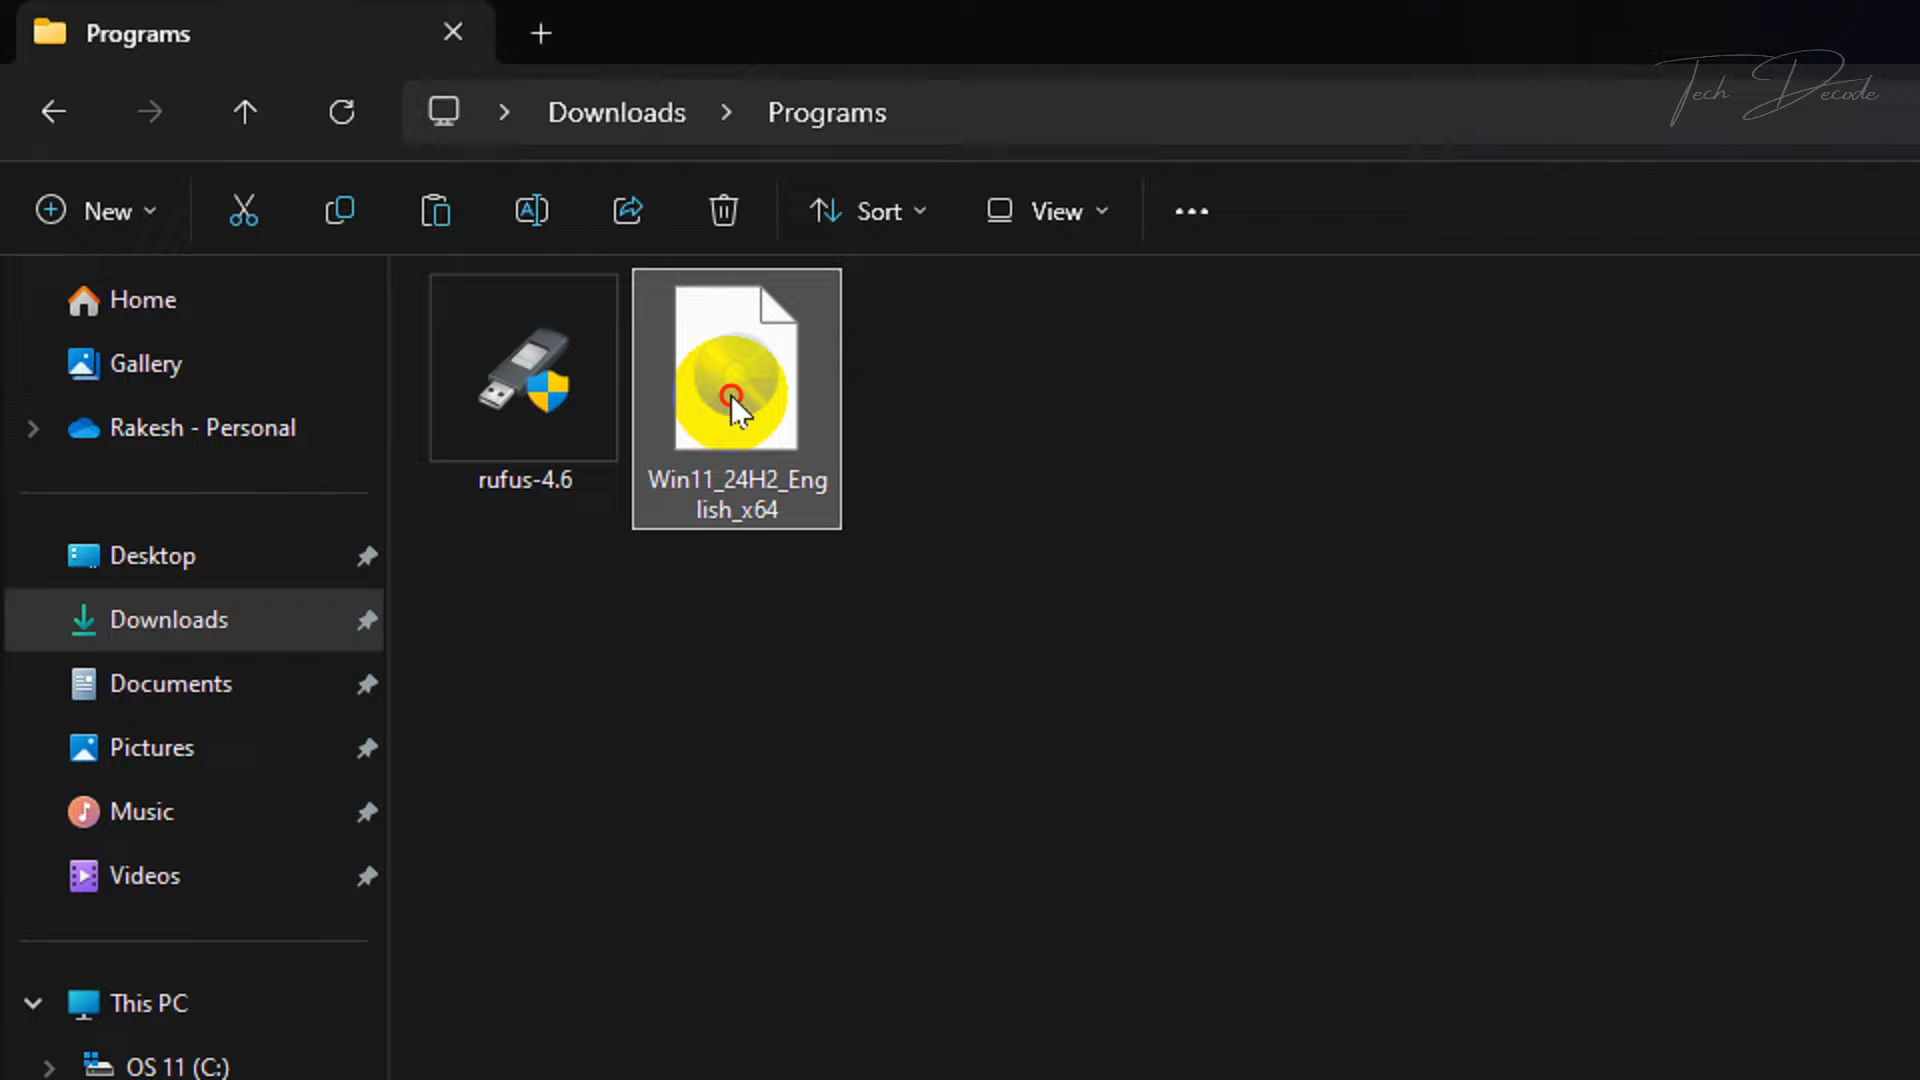 Programs
Tech Decode
Downloads Programs
New Sort View
Home
Gallery
Rakesh - Personal
Desktop
Downloads
Documents
Pictures
Music
Videos
This PC
OS 11 (C:)
rufus-4.6
Win11_24H2_Eng
lish_x64